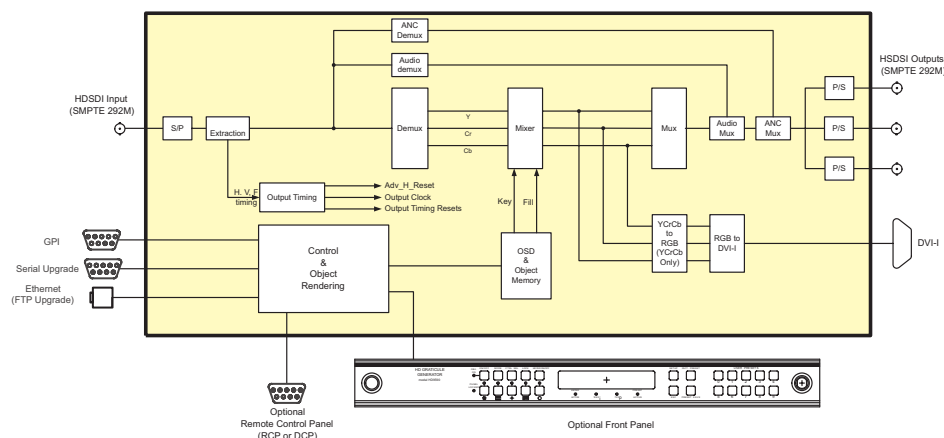 ANC
Demux
HSDSI Outputs
(SMPTE 292M)
Audio
demux
P/S
HDSDI Input
(SMPTE 292M)
S/P
Extraction
Demux
Y
Cr
Cb
Mixer
Mux
Audio
Mux
ANC
Mux
P/S
P/S
H, V, F
timing
Output Timing
Adv_H_Reset
Output Clock
Output Timing Resets
Key
Fill
GPI
Serial Upgrade
Ethernet
(FTP Upgrade)
Control
&
Object
Rendering
OSD
&
Object
Memory
YCrCb
to
RGB
(YCrCb
Only)
RGB to
DVI-I
DVI-I
HD GRATICULE
GENERATOR
Optional
Remote Control Panel
(RCP or DCP)
Optional Front Panel